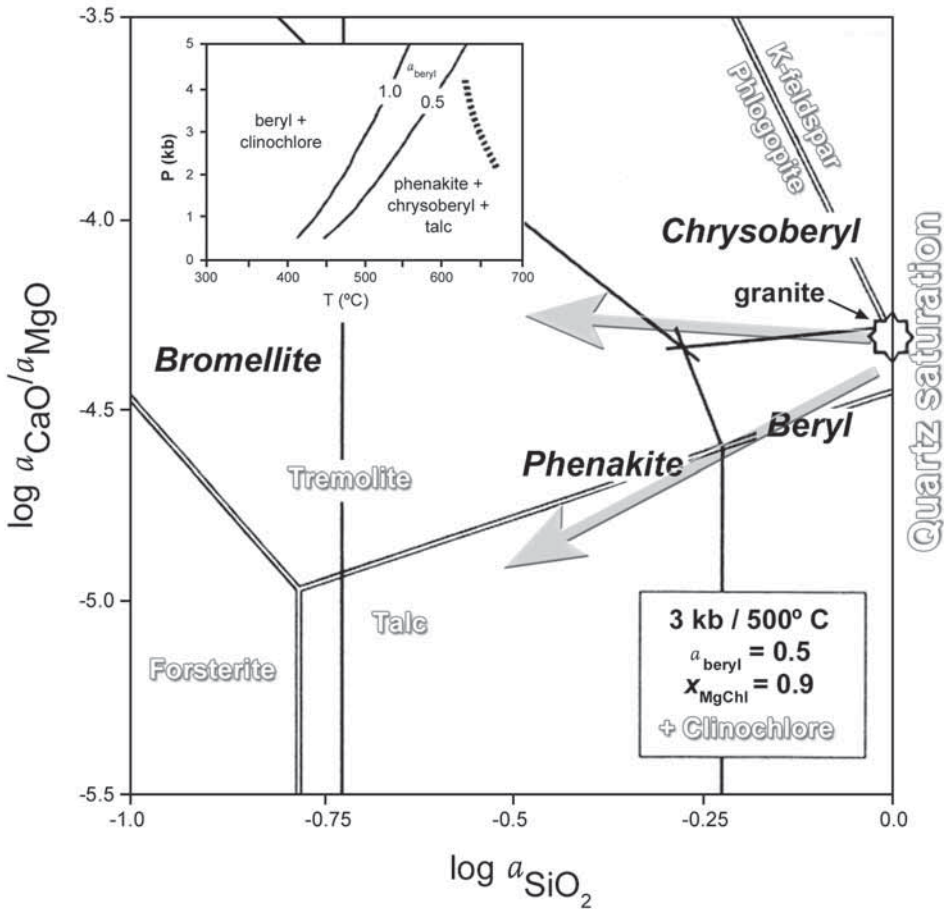 -3.5
-4.0
-4.5
-5.0
-5.5
log aCaO/aMgO
-1.0
-0.75
-0.5
-0.25
0.0
log aSiO2
5
4
3
2
1
0
P (kb)
300
400
500
600
700
T (ºC)
aberyl
1.0
0.5
beryl +
clinochlore
phenakite +
chrysoberyl +
talc
K-feldspar
Phlogopite
Chrysoberyl
granite
Quartz saturation
Bromellite
Tremolite
Beryl
Phenakite
Talc
Forsterite
3 kb / 500º C
aberyl = 0.5
xMgChl = 0.9
+ Clinochlore